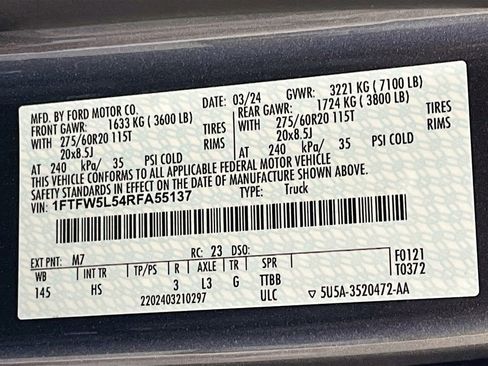 MFD. BY FORD MOTOR CO. DATE: 03/24 GVWR: 3221 KG ( 7100 LB)
FRONT GAWR: 1633 KG ( 3600 LB) REAR GAWR: 1724 KG ( 3800 LB)
WITH 275/60R20 115T TIRES WITH 275/60R20 115T TIRES
20x8.5J RIMS 20x8.5J RIMS
AT 240 kPa/ 35 PSI COLD AT 240 kPa/ 35 PSI COLD
THIS VEHICLE CONFORMS TO ALL APPLICABLE FEDERAL MOTOR VEHICLE
SAFETY STANDARDS IN EFFECT ON THE DATE OF MANUFACTURE SHOWN ABOVE.
VIN: 1FTFW5L54RFA55137 TYPE: Truck
EXT PNT: M7 RC: 23 DSO: F0121
WB INT TR TP/PS R AXLE TR SPR T0372
145 HS 3 L3 G TTBB
2202403210297 ULC ▽ 5U5A-3520472-AA